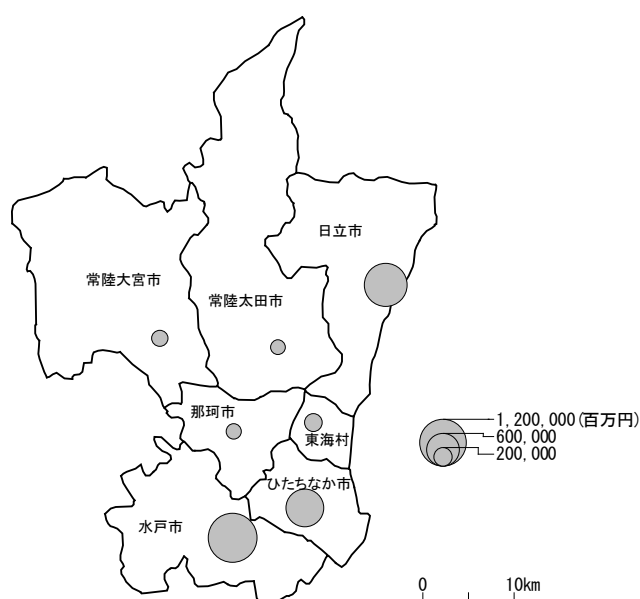 日立市
常陸大宮市
常陸太田市
那珂市
東海村
ひたちなか市
水戸市
1,200,000(百万円)
600,000
200,000
0 10km